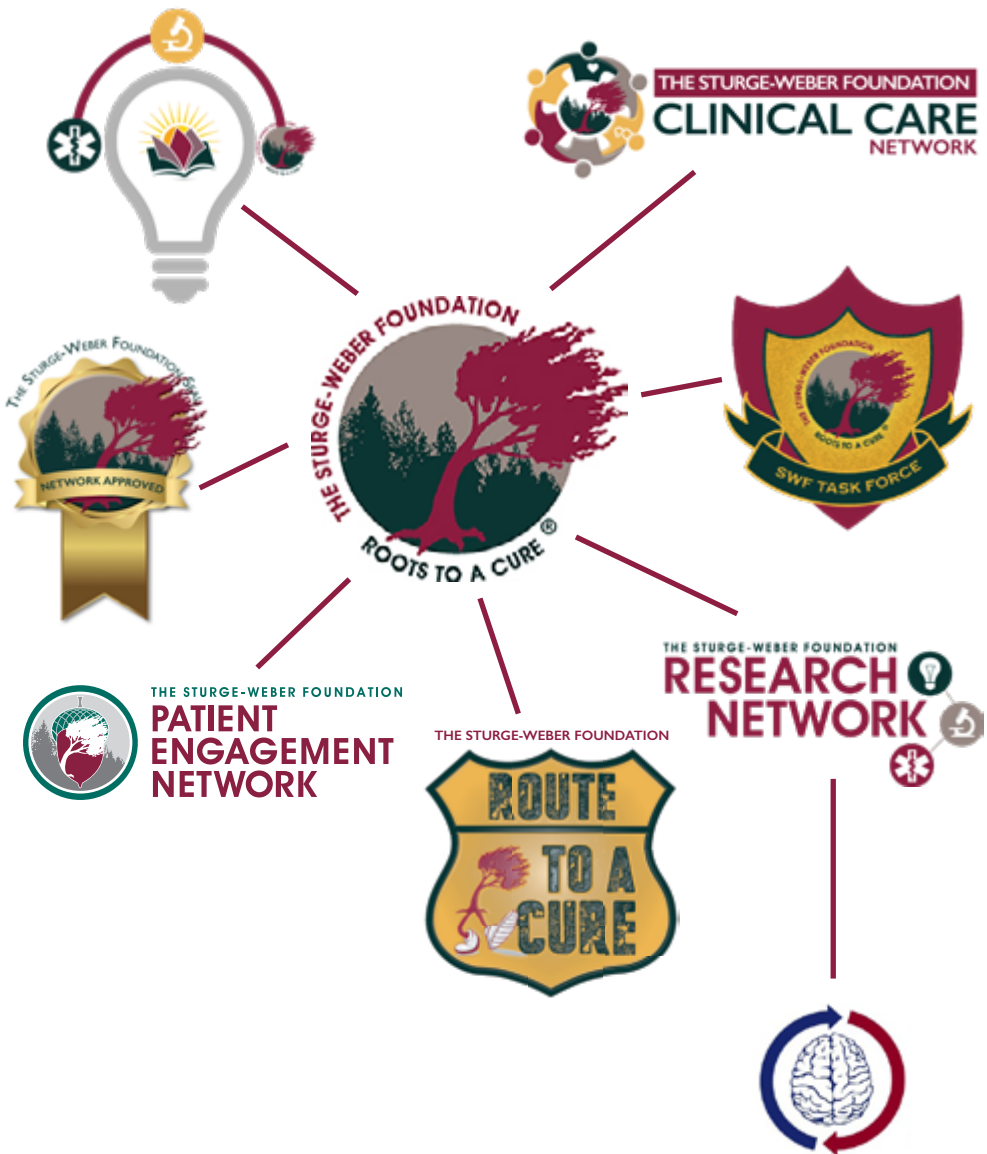 THE STURGE-WEBER FOUNDATION
CLINICAL CARE
NETWORK
THE STURGE-WEBER FOUNDATION
ROOTS TO A CURE ®
THE STURGE-WEBER FOUNDATION
ROOTS TO A CURE ®
SWF TASK FORCE
THE STURGE-WEBER FOUNDATION
NETWORK APPROVED
THE STURGE-WEBER FOUNDATION
PATIENT
ENGAGEMENT
NETWORK
THE STURGE-WEBER FOUNDATION
ROUTE
TO A
CURE
THE STURGE-WEBER FOUNDATION
RESEARCH
NETWORK